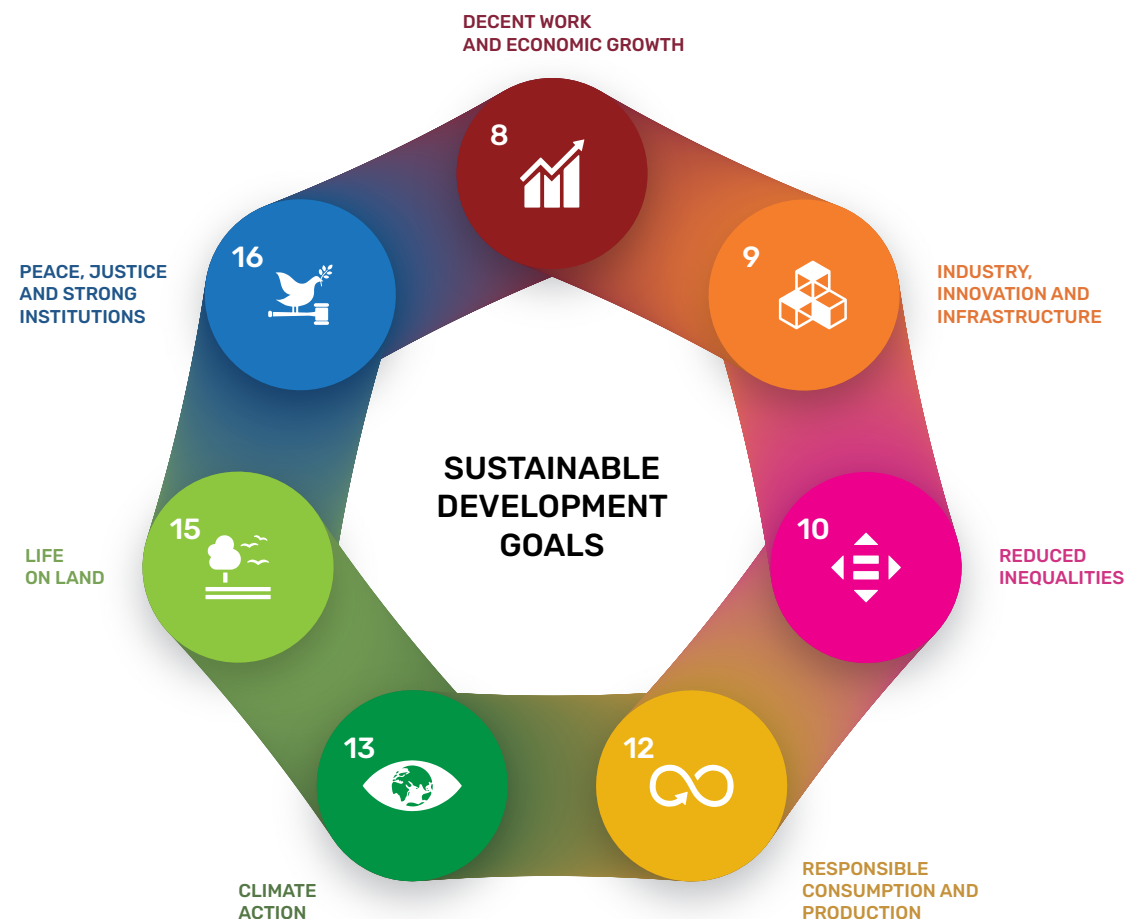 DECENT WORK
AND ECONOMIC GROWTH
8
16
9
PEACE, JUSTICE
AND STRONG
INSTITUTIONS
INDUSTRY,
INNOVATION AND
INFRASTRUCTURE
SUSTAINABLE
DEVELOPMENT
GOALS
15
10
LIFE
ON LAND
REDUCED
INEQUALITIES
13
12
CLIMATE
ACTION
RESPONSIBLE
CONSUMPTION AND
PRODUCTION